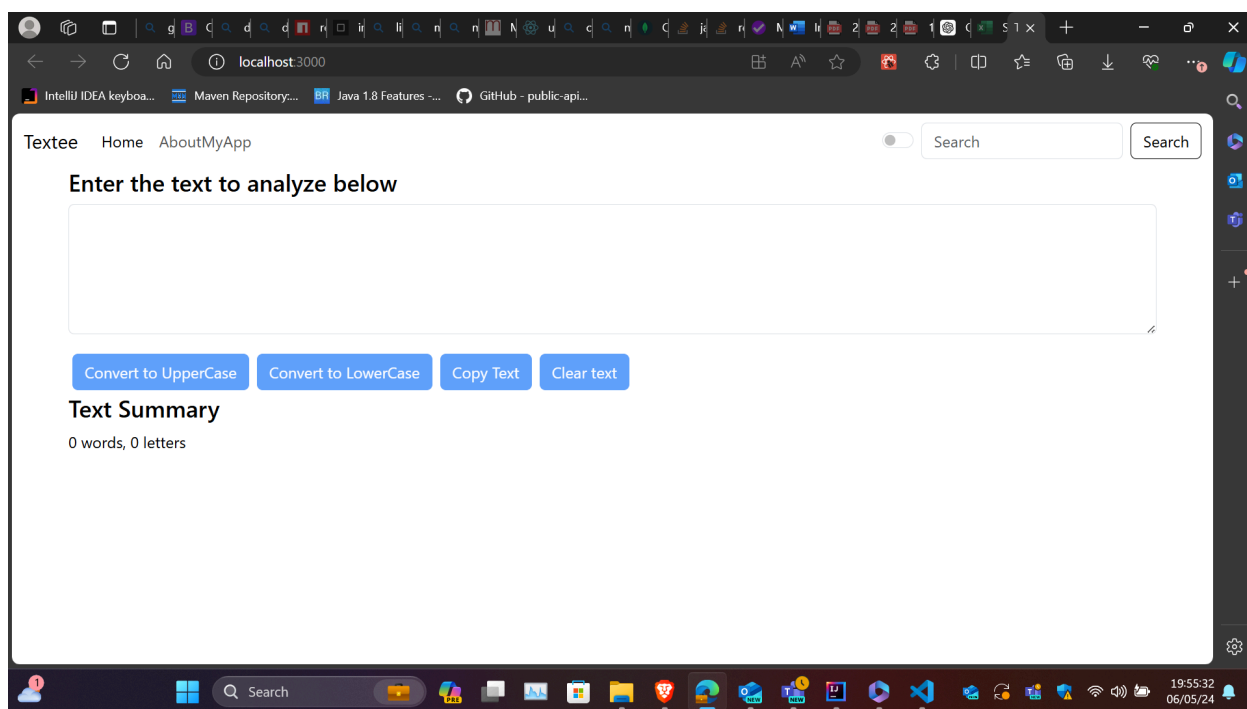 localhost:3000
IntelliJ IDEA keyboa... Maven Repository:... BR Java 1.8 Features -... GitHub - public-api...
Textee Home AboutMyApp Search Search
Enter the text to analyze below
Convert to UpperCase Convert to LowerCase Copy Text Clear text
Text Summary
0 words, 0 letters
Search
19:55:32
06/05/24